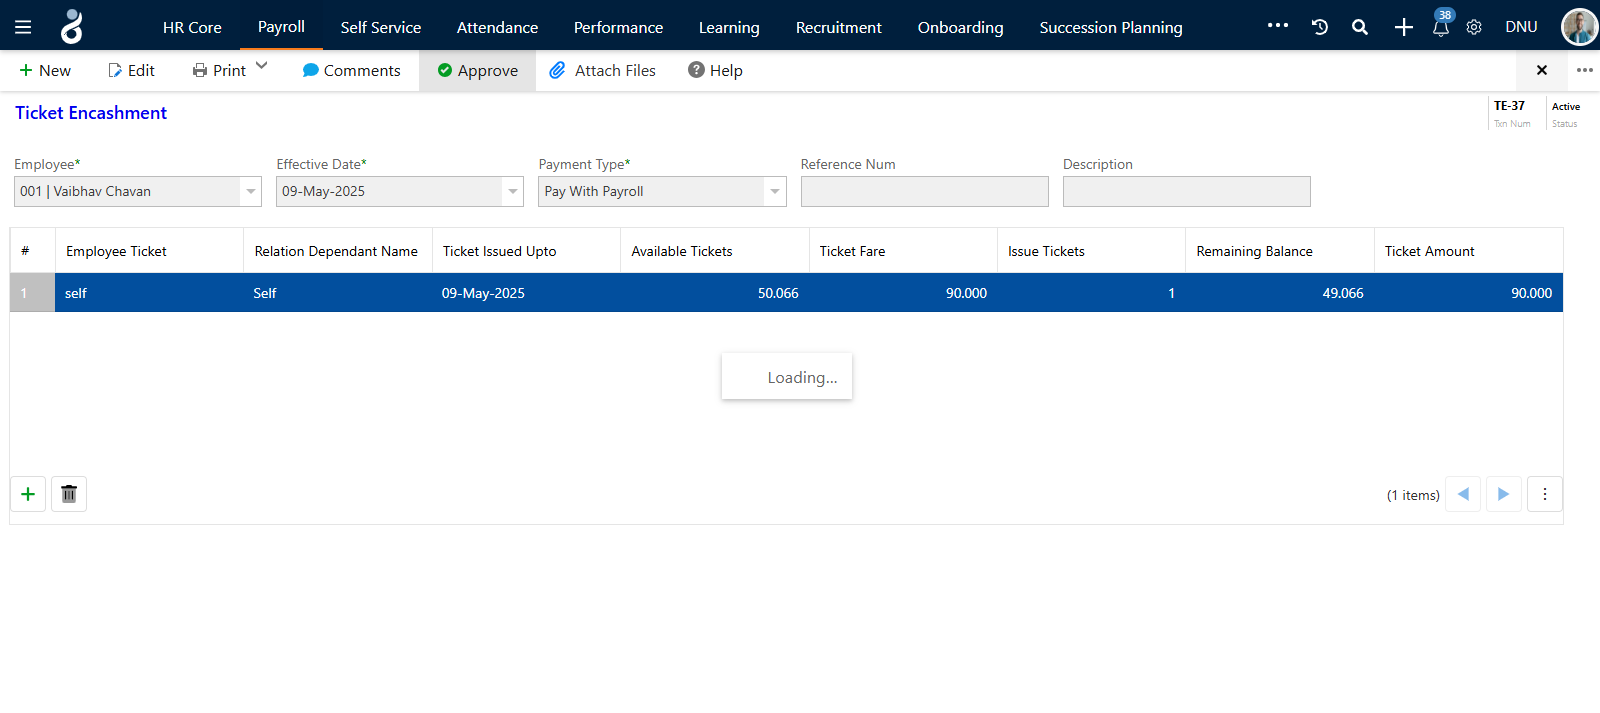 HR Core Payroll Self Service Attendance Performance Learning Recruitment Onboarding Succession Planning 38 DNU
New Edit Print Comments Approve Attach Files Help
Ticket Encashment
TE-37 Active
Txn Num Status
Employee* Effective Date* Payment Type* Reference Num Description
001 | Vaibhav Chavan 09-May-2025 Pay With Payroll
# Employee Ticket Relation Dependant Name Ticket Issued Upto Available Tickets Ticket Fare Issue Tickets Remaining Balance Ticket Amount
1 self Self 09-May-2025 50.066 90.000 1 49.066 90.000
Loading...
(1 items)